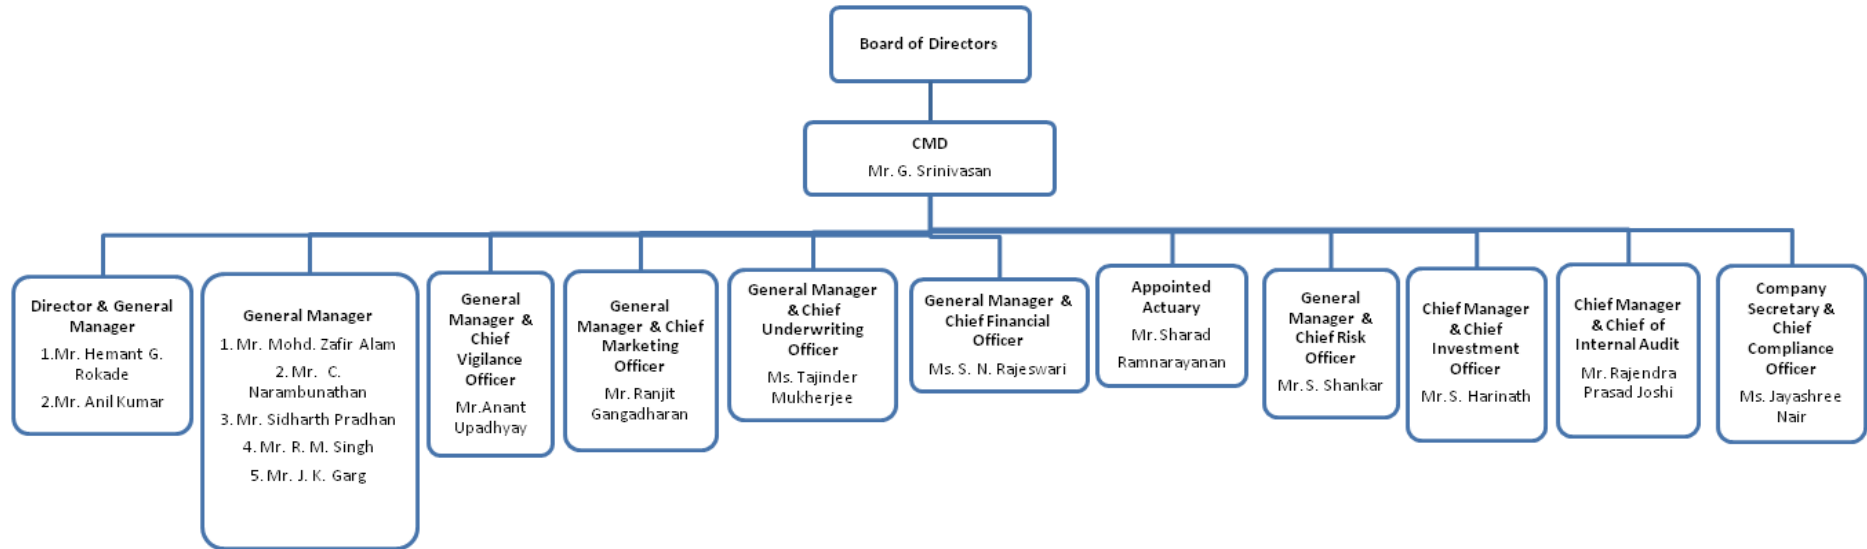 Board of Directors
CMD
Mr. G. Srinivasan
Director & General
Manager
1.Mr. Hemant G.
Rokade
2.Mr. Anil Kumar
General Manager
1. Mr. Mohd. Zafir Alam
2. Mr. C.
Narambunathan
3. Mr. Sidharth Pradhan
4. Mr. R. M. Singh
5. Mr. J. K. Garg
General
Manager &
Chief
Vigilance
Officer
Mr.Anant
Upadhyay
General
Manager & Chief
Marketing
Officer
Mr. Ranjit
Gangadharan
General Manager
& Chief
Underwriting
Officer
Ms. Tajinder
Mukherjee
General Manager &
Chief Financial
Officer
Ms. S. N. Rajeswari
Appointed
Actuary
Mr. Sharad
Ramnarayanan
General
Manager &
Chief Risk
Officer
Mr. S. Shankar
Chief Manager
& Chief
Investment
Officer
Mr. S. Harinath
Chief Manager
& Chief of
Internal Audit
Mr. Rajendra
Prasad Joshi
Company
Secretary &
Chief
Compliance
Officer
Ms. Jayashree
Nair